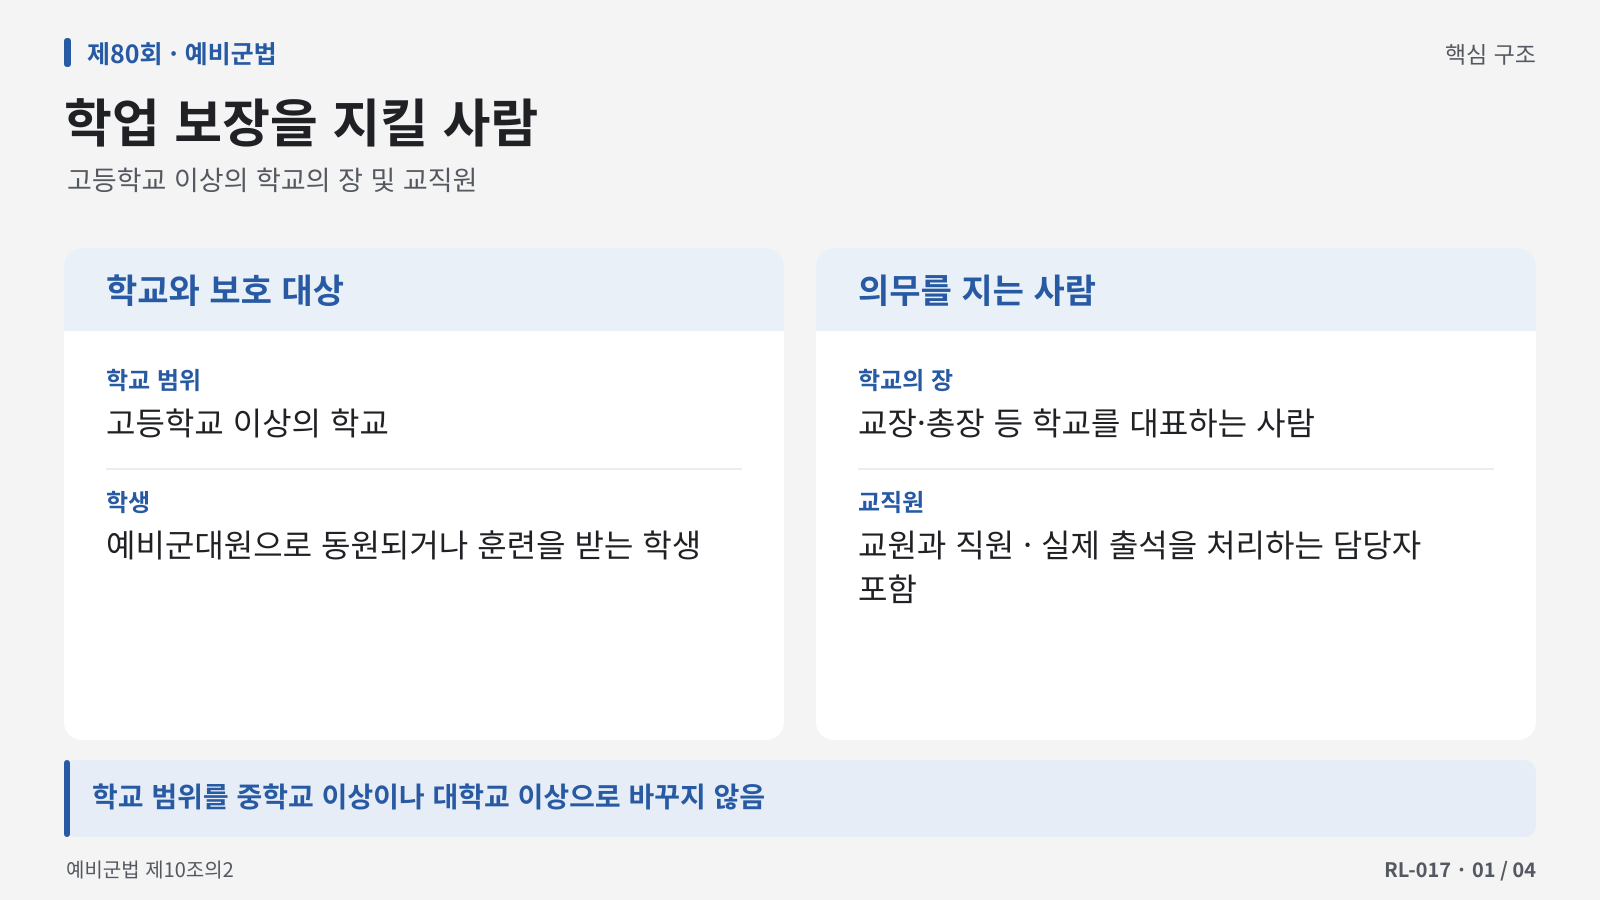 제80회 · 예비군법
핵심 구조
학업 보장을 지킬 사람
고등학교 이상의 학교의 장 및 교직원
학교와 보호 대상
학교 범위
고등학교 이상의 학교
학생
예비군대원으로 동원되거나 훈련을 받는 학생
의무를 지는 사람
학교의 장
교장·총장 등 학교를 대표하는 사람
교직원
교원과 직원 · 실제 출석을 처리하는 담당자
포함
학교 범위를 중학교 이상이나 대학교 이상으로 바꾸지 않음
예비군법 제10조의2
RL-017 · 01 / 04